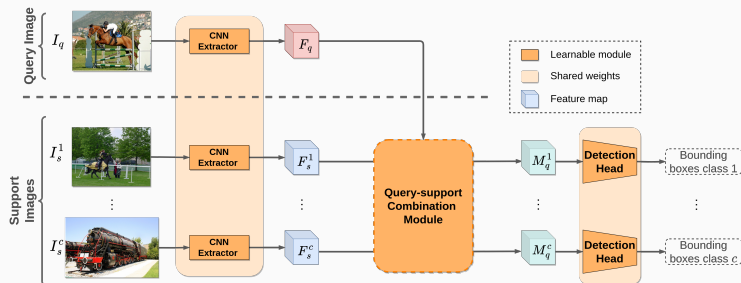 Query Image
I_q
CNN
Extractor
F_q
Learnable module
Shared weights
Feature map
Support
Images
I_s^1
CNN
Extractor
F_s^1
Query-support
Combination
Module
M_q^1
Detection
Head
Bounding
boxes class 1
⋮
⋮
⋮
⋮
I_s^c
CNN
Extractor
F_s^c
M_q^c
Detection
Head
Bounding
boxes class c